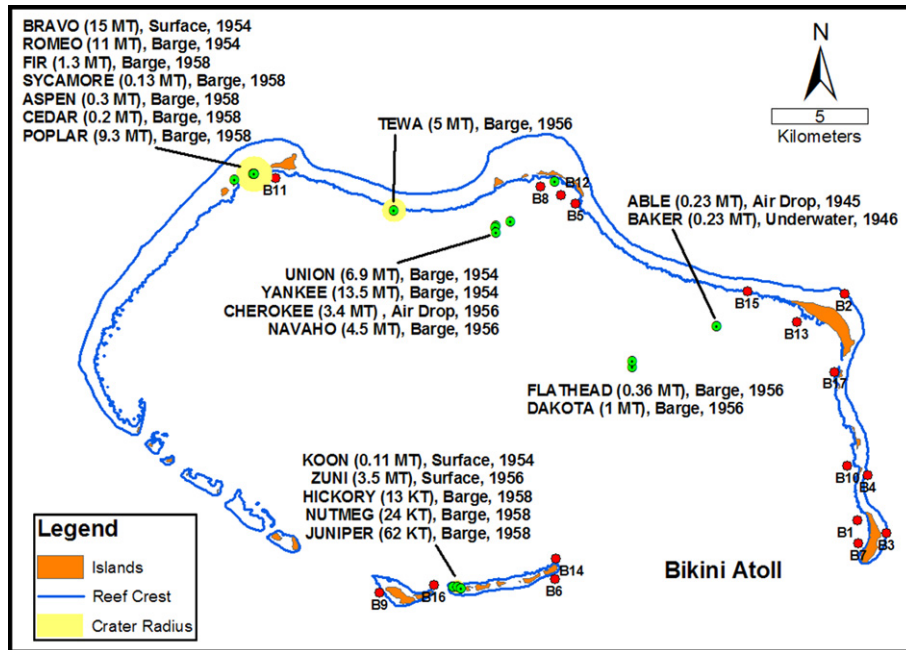 BRAVO (15 MT), Surface, 1954
ROMEO (11 MT), Barge, 1954
FIR (1.3 MT), Barge, 1958
SYCAMORE (0.13 MT), Barge, 1958
ASPEN (0.3 MT), Barge, 1958
CEDAR (0.2 MT), Barge, 1958
POPLAR (9.3 MT), Barge, 1958
N
5
Kilometers
TEWA (5 MT), Barge, 1956
B11
B12
B8
B5
ABLE (0.23 MT), Air Drop, 1945
BAKER (0.23 MT), Underwater, 1946
UNION (6.9 MT), Barge, 1954
YANKEE (13.5 MT), Barge, 1954
CHEROKEE (3.4 MT) , Air Drop, 1956
NAVAHO (4.5 MT), Barge, 1956
B15
B2
B13
B17
FLATHEAD (0.36 MT), Barge, 1956
DAKOTA (1 MT), Barge, 1956
KOON (0.11 MT), Surface, 1954
ZUNI (3.5 MT), Surface, 1956
HICKORY (13 KT), Barge, 1958
NUTMEG (24 KT), Barge, 1958
JUNIPER (62 KT), Barge, 1958
B10
B4
B1
B3
B7
B14
B6
B16
B9
Bikini Atoll
Legend
Islands
Reef Crest
Crater Radius